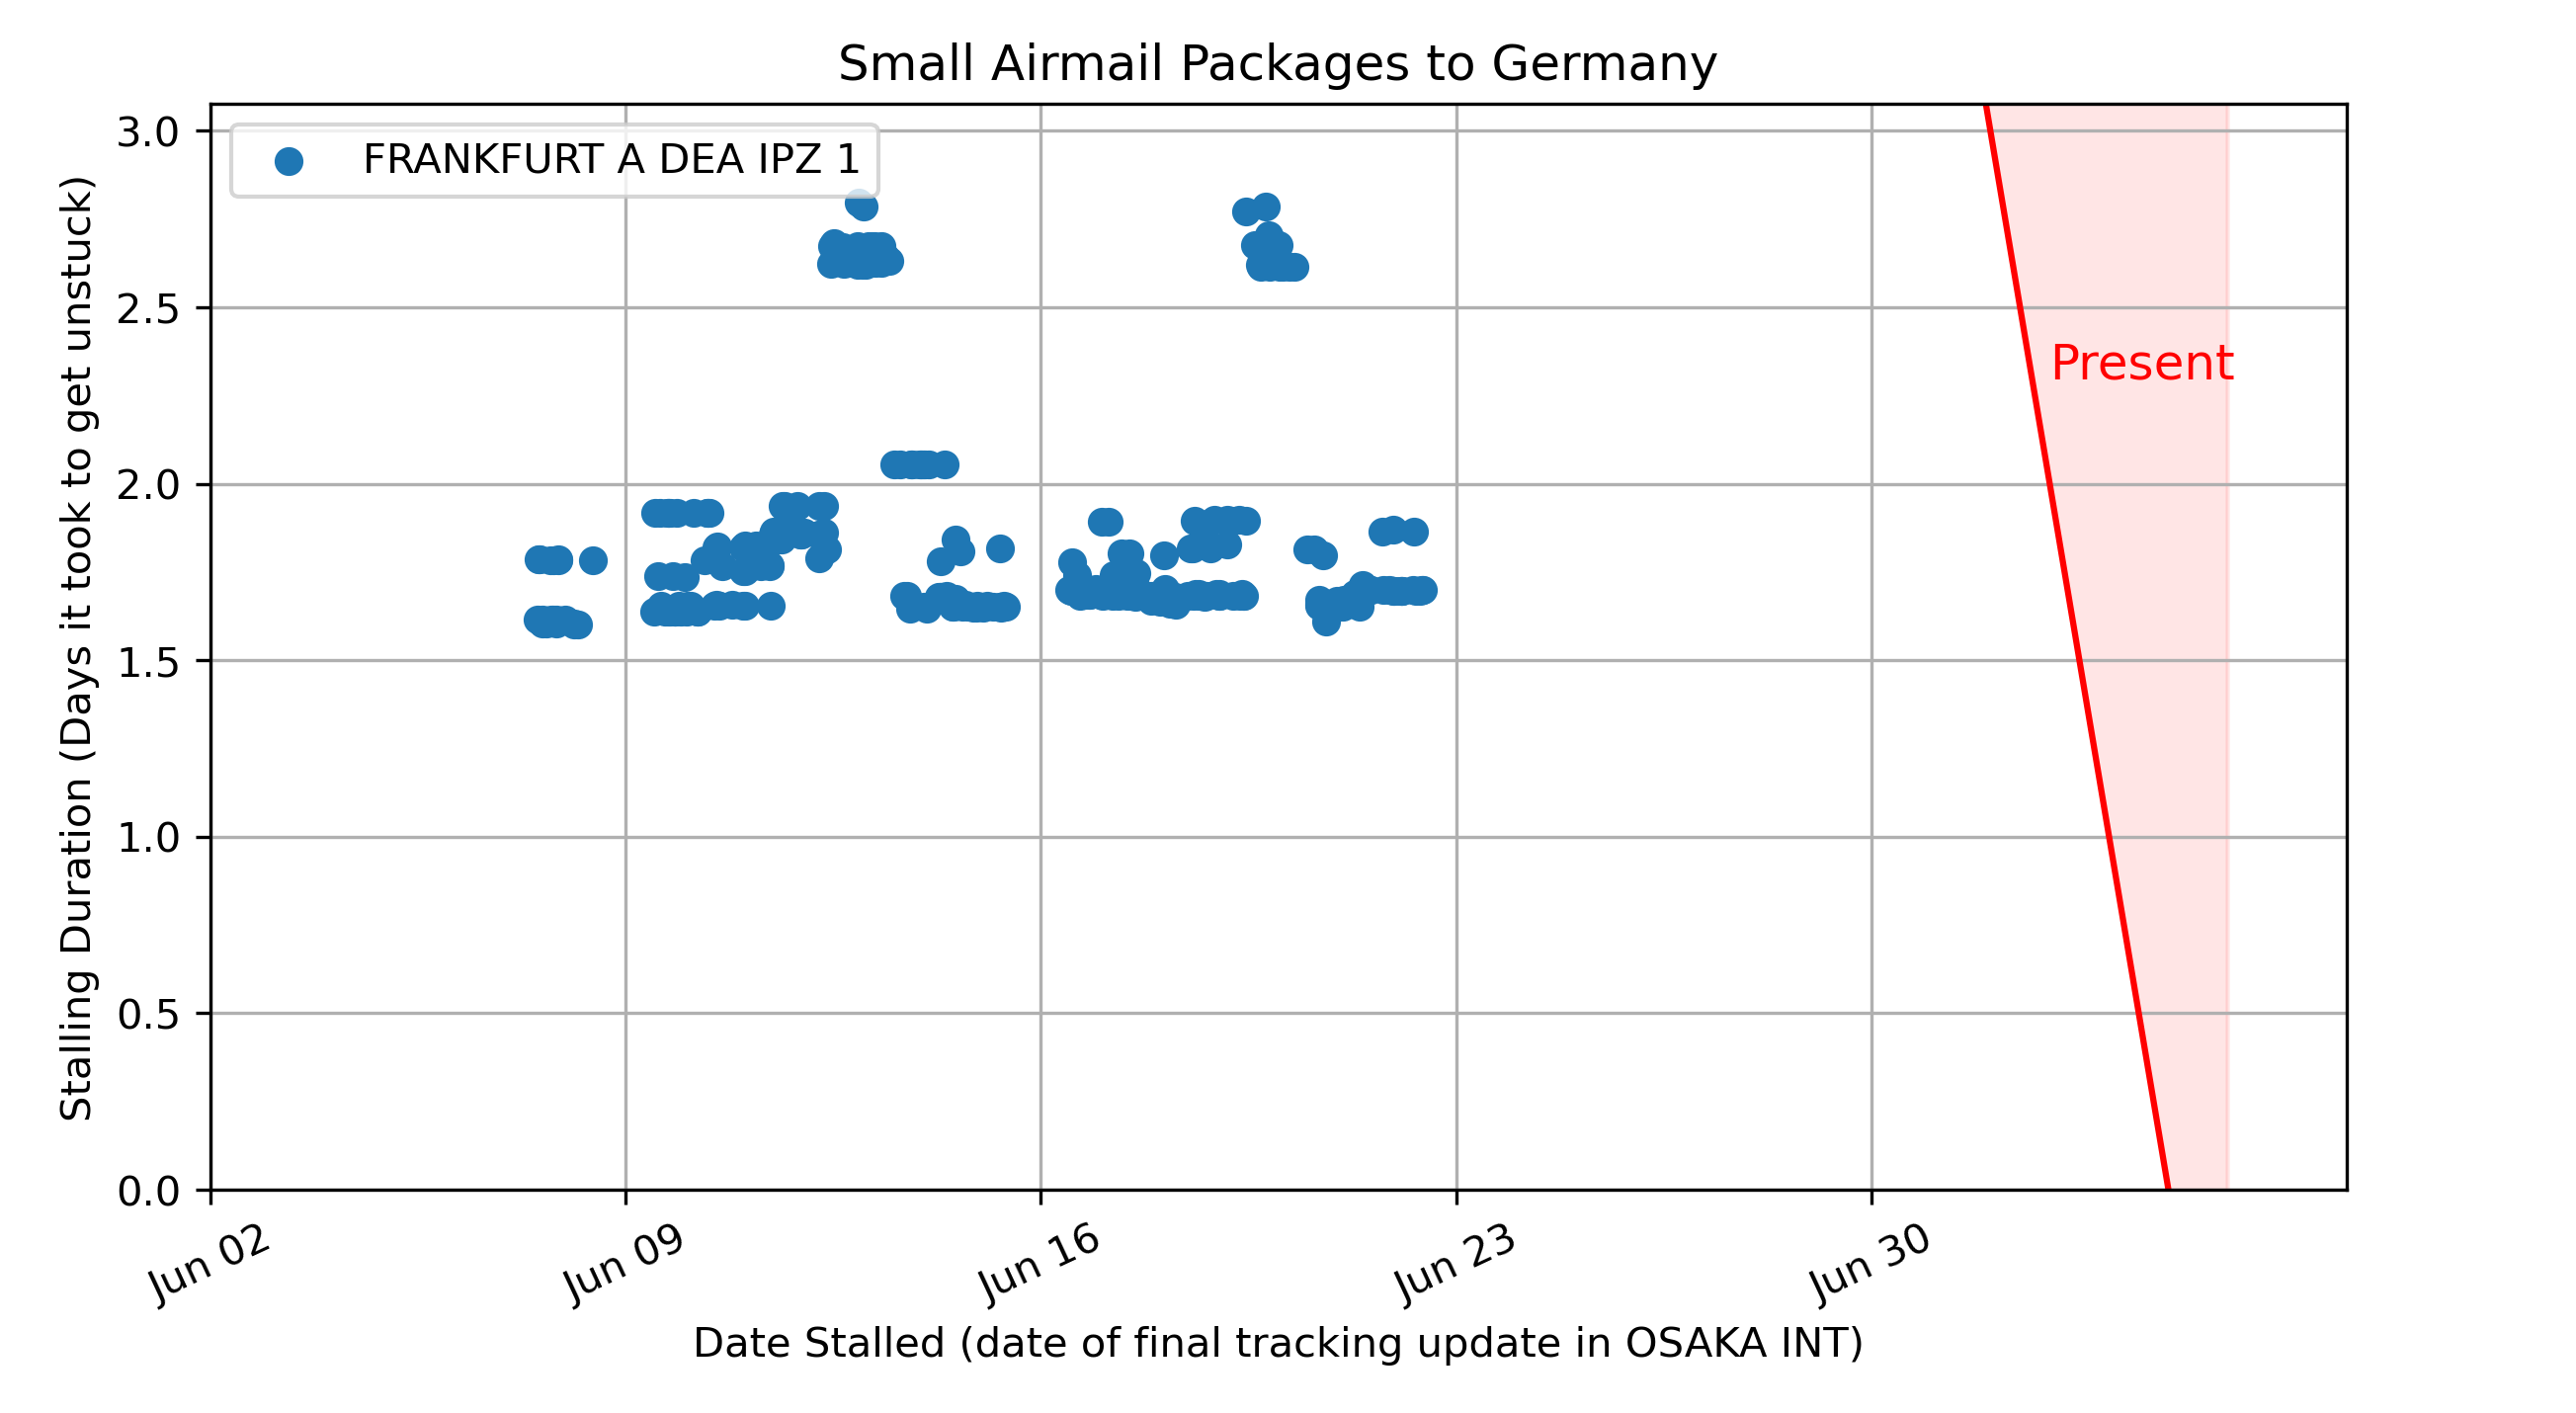 Small Airmail Packages to Germany
FRANKFURT A DEA IPZ 1
Present
Stalling Duration (Days it took to get unstuck)
3.0
2.5
2.0
1.5
1.0
0.5
0.0
Jun 02
Jun 09
Jun 16
Jun 23
Jun 30
Date Stalled (date of final tracking update in OSAKA INT)